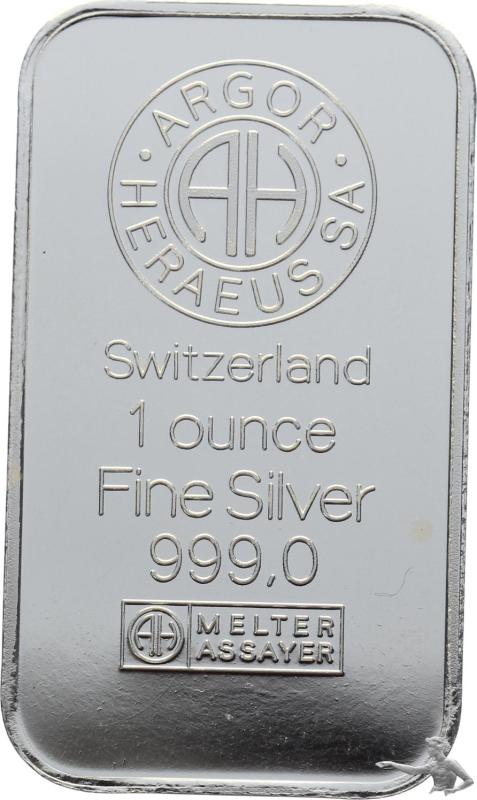 · ARGOR ·
HERAEUS SA
AH
Switzerland
1 ounce
Fine Silver
999,0
AH MELTER
ASSAYER